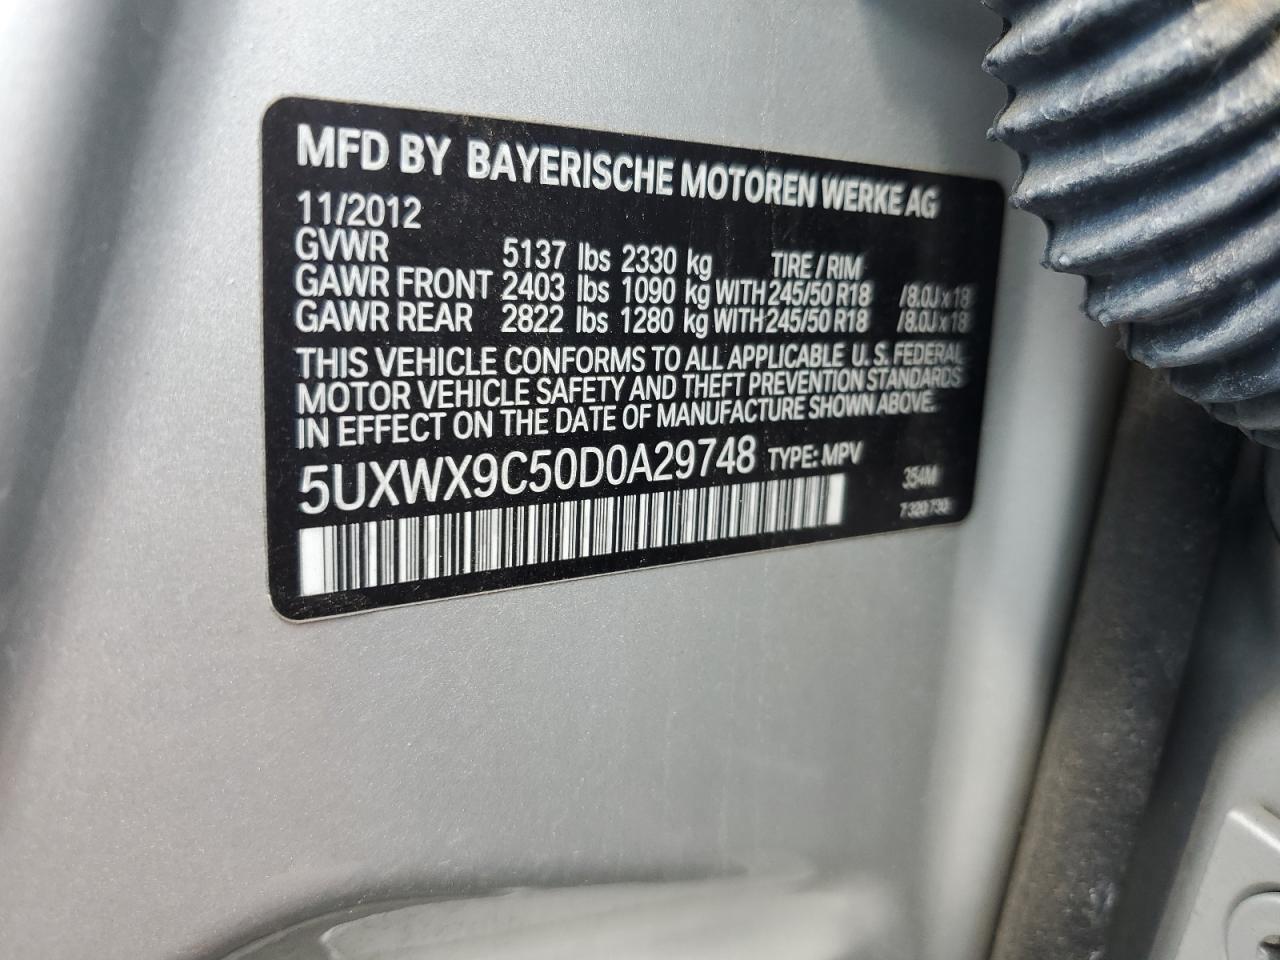 MFD BY BAYERISCHE MOTOREN WERKE AG
11/2012
GVWR 5137 lbs 2330 kg TIRE / RIM
GAWR FRONT 2403 lbs 1090 kg WITH 245/50 R18 /8.0J x 18
GAWR REAR 2822 lbs 1280 kg WITH 245/50 R18 /8.0J x 18
THIS VEHICLE CONFORMS TO ALL APPLICABLE U. S. FEDERAL
MOTOR VEHICLE SAFETY AND THEFT PREVENTION STANDARDS
IN EFFECT ON THE DATE OF MANUFACTURE SHOWN ABOVE.
5UXWX9C50D0A29748 TYPE: MPV
354M
7 320 730